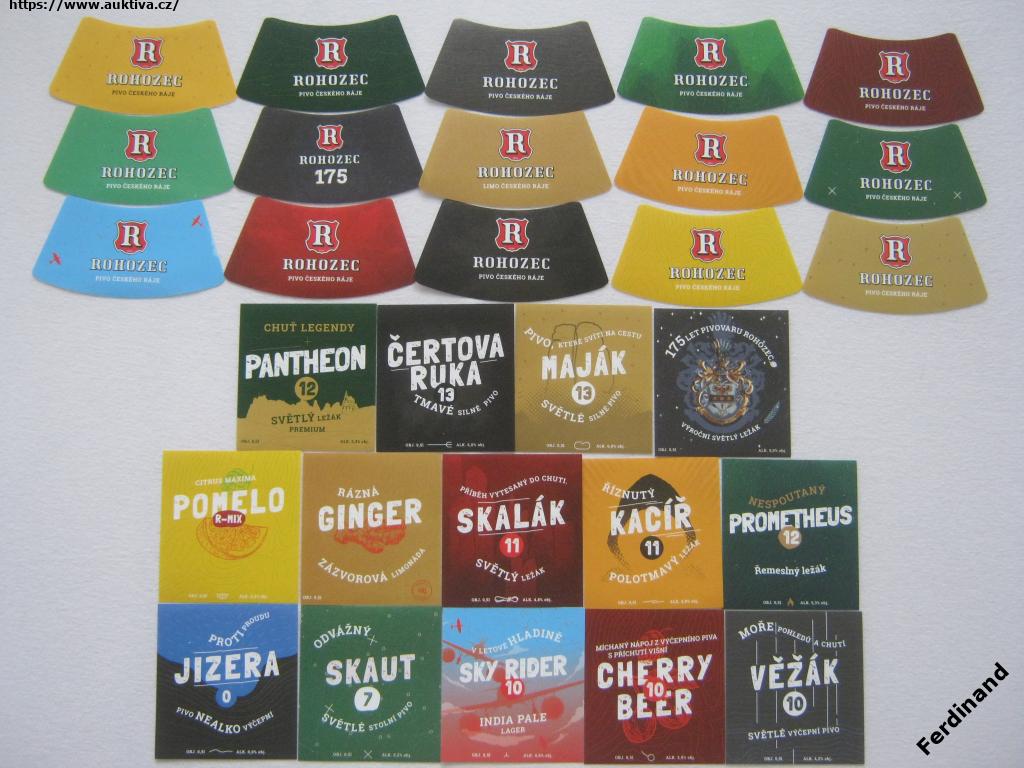 https://www.auktiva.cz/
R
ROHOZEC
PIVO ČESKÉHO RÁJE
R
ROHOZEC
PIVO ČESKÉHO RÁJE
R
ROHOZEC
PIVO ČESKÉHO RÁJE
R
ROHOZEC
PIVO ČESKÉHO RÁJE
R
ROHOZEC
PIVO ČESKÉHO RÁJE
R
ROHOZEC
PIVO ČESKÉHO RÁJE
R
ROHOZEC
175
R
ROHOZEC
LIMO ČESKÉHO RÁJE
R
ROHOZEC
PIVO ČESKÉHO RÁJE
R
ROHOZEC
PIVO ČESKÉHO RÁJE
R
ROHOZEC
PIVO ČESKÉHO RÁJE
R
ROHOZEC
PIVO ČESKÉHO RÁJE
R
ROHOZEC
PIVO ČESKÉHO RÁJE
R
ROHOZEC
PIVO ČESKÉHO RÁJE
R
ROHOZEC
PIVO ČESKÉHO RÁJE
CHUŤ LEGENDY
PANTHEON
12
SVĚTLÝ LEŽÁK
PREMIUM
ČERTOVA
RUKA
13
TMAVÉ SILNÉ PIVO
PIVO, KTERÉ SVÍTÍ NA CESTU
MAJÁK
13
SVĚTLÉ SILNÉ PIVO
175 LET PIVOVARU ROHOZEC
VÝROČNÍ SVĚTLÝ LEŽÁK
CITRUS MAXIMA
POMELO
R-MIX
RÁZNÁ
GINGER
ZÁZVOROVÁ LIMONÁDA
PŘÍBĚH VYTESANÝ DO CHUTI.
SKALÁK
11
SVĚTLÝ LEŽÁK
ŘÍZNUTÝ
KACÍŘ
11
POLOTMAVÝ LEŽÁK
NESPOUTANÝ
PROMETHEUS
12
Řemeslný ležák
PROTI PROUDU
JIZERA
0
PIVO NEALKO VÝČEPNÍ
ODVÁŽNÝ
SKAUT
7
SVĚTLÉ STOLNÍ PIVO
V LETOVÉ HLADINĚ
SKY RIDER
10
INDIA PALE
LAGER
MÍCHANÝ NÁPOJ Z VÝČEPNÍHO PIVA
S PŘÍCHUTÍ VIŠNÍ
CHERRY
10
BEER
MOŘE POHLEDŮ A CHUTÍ
VĚŽÁK
10
SVĚTLÉ VÝČEPNÍ PIVO
Ferdinand